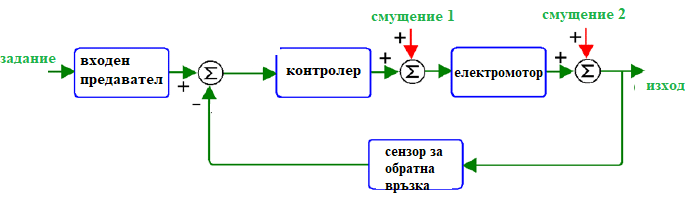 смущение 1
смущение 2
задание
входен
предавател
Σ
контролер
Σ
електромотор
Σ
изход
+
−
+
+
+
+
сензор за
обратна
връзка